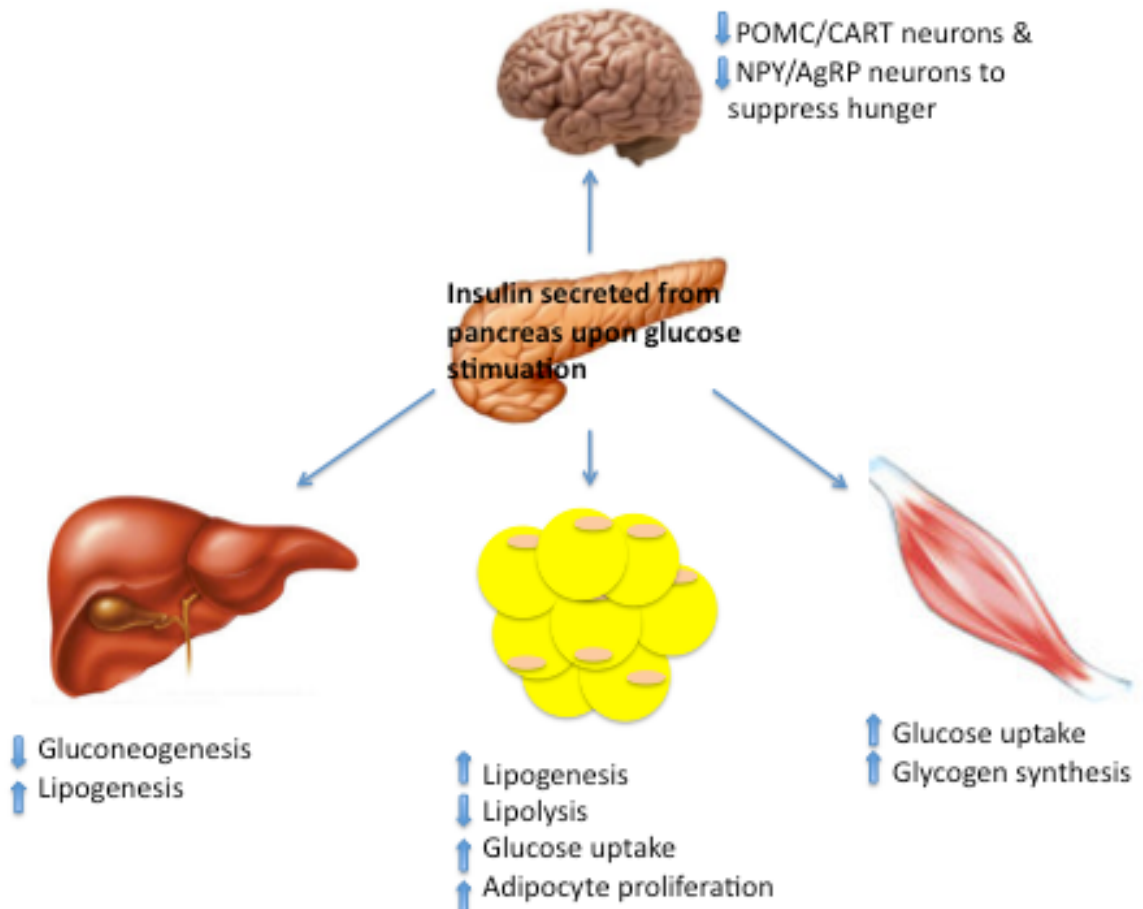 POMC/CART neurons &
NPY/AgRP neurons to
suppress hunger
Insulin secreted from
pancreas upon glucose
stimuation
Gluconeogenesis
Lipogenesis
Lipogenesis
Lipolysis
Glucose uptake
Adipocyte proliferation
Glucose uptake
Glycogen synthesis